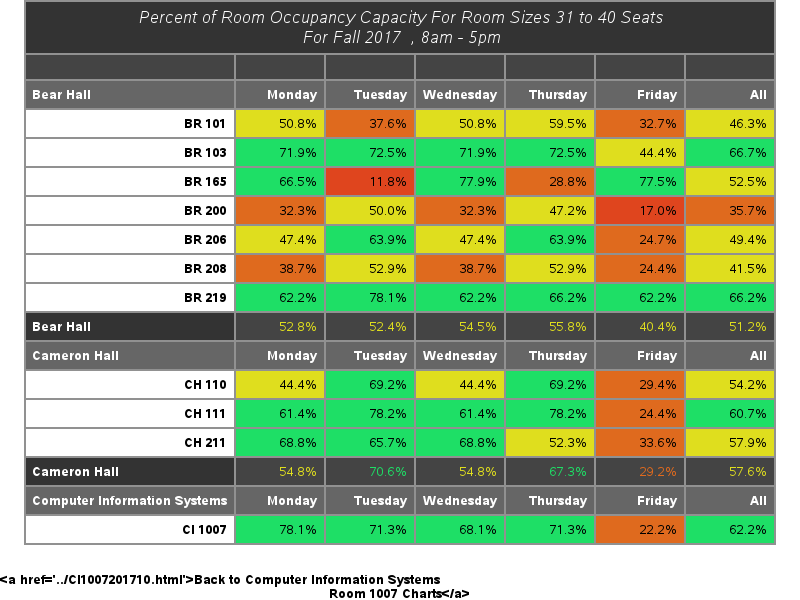 Percent of Room Occupancy Capacity For Room Sizes 31 to 40 Seats
For Fall 2017 , 8am - 5pm
Bear Hall Monday Tuesday Wednesday Thursday Friday All
BR 101 50.8% 37.6% 50.8% 59.5% 32.7% 46.3%
BR 103 71.9% 72.5% 71.9% 72.5% 44.4% 66.7%
BR 165 66.5% 11.8% 77.9% 28.8% 77.5% 52.5%
BR 200 32.3% 50.0% 32.3% 47.2% 17.0% 35.7%
BR 206 47.4% 63.9% 47.4% 63.9% 24.7% 49.4%
BR 208 38.7% 52.9% 38.7% 52.9% 24.4% 41.5%
BR 219 62.2% 78.1% 62.2% 66.2% 62.2% 66.2%
Bear Hall 52.8% 52.4% 54.5% 55.8% 40.4% 51.2%
Cameron Hall Monday Tuesday Wednesday Thursday Friday All
CH 110 44.4% 69.2% 44.4% 69.2% 29.4% 54.2%
CH 111 61.4% 78.2% 61.4% 78.2% 24.4% 60.7%
CH 211 68.8% 65.7% 68.8% 52.3% 33.6% 57.9%
Cameron Hall 54.8% 70.6% 54.8% 67.3% 29.2% 57.6%
Computer Information Systems Monday Tuesday Wednesday Thursday Friday All
CI 1007 78.1% 71.3% 68.1% 71.3% 22.2% 62.2%
<a href='../CI1007201710.html'>Back to Computer Information Systems
Room 1007 Charts</a>